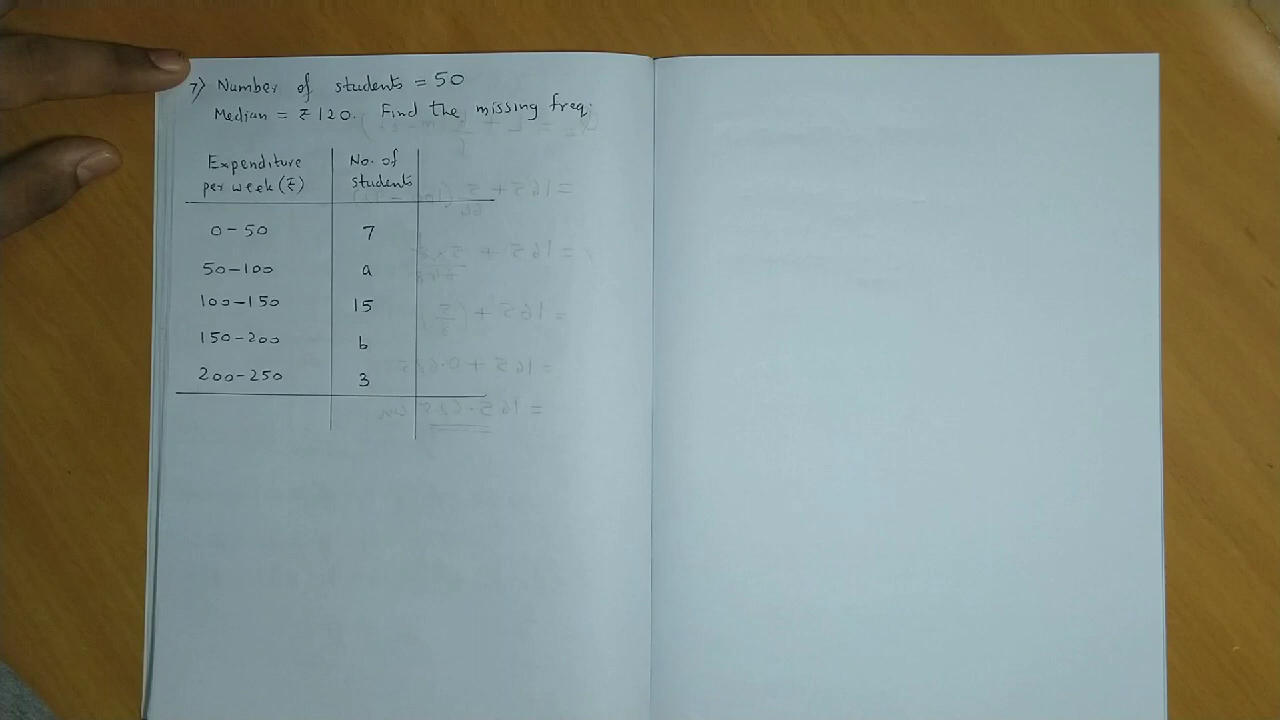 7) Number of students = 50
Median = ₹120. Find the missing freq.
Expenditure per week (₹) No. of students
0-50 7
50-100 a
100-150 15
150-200 b
200-250 3